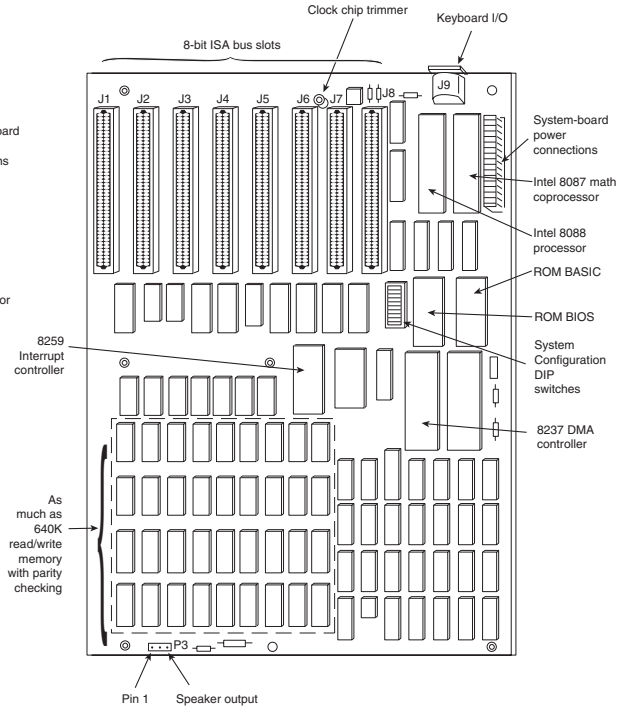 Clock chip trimmer
Keyboard I/O
8-bit ISA bus slots
J1
J2
J3
J4
J5
J6
J7
J8
J9
System-board
power
connections
Intel 8087 math
coprocessor
Intel 8088
processor
ROM BASIC
ROM BIOS
System
Configuration
DIP
switches
8237 DMA
controller
8259
Interrupt
controller
As
much as
640K
read/write
memory
with parity
checking
P3
Pin 1
Speaker output